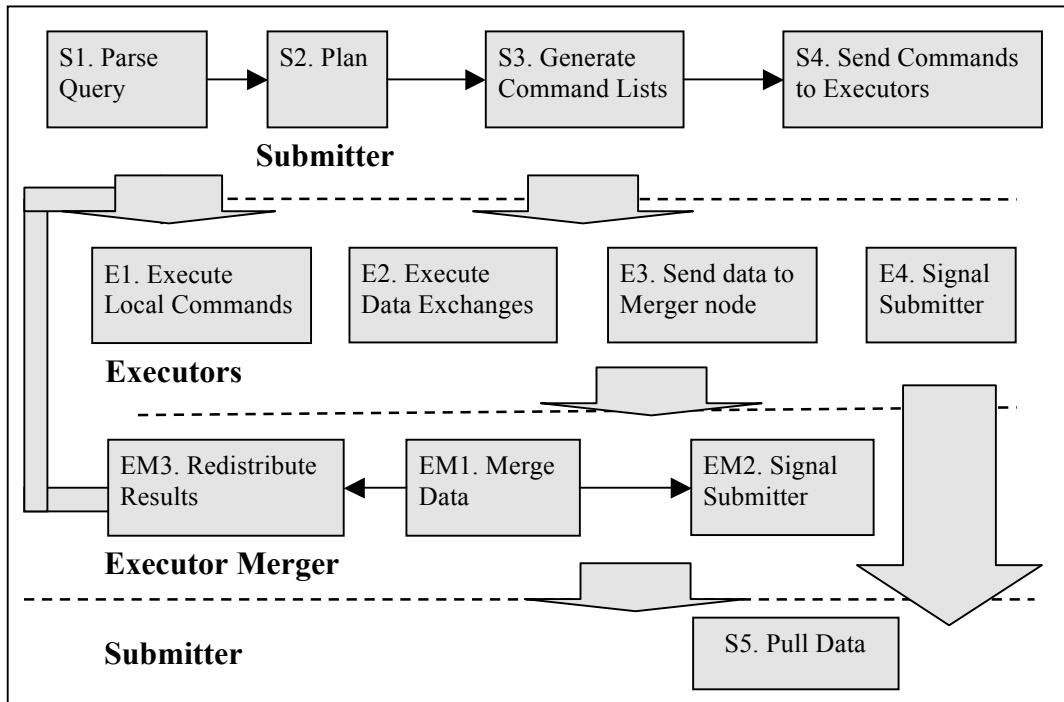 S1. Parse
Query
S2. Plan
S3. Generate
Command Lists
S4. Send Commands
to Executors
Submitter
E1. Execute
Local Commands
E2. Execute
Data Exchanges
E3. Send data to
Merger node
E4. Signal
Submitter
Executors
EM3. Redistribute
Results
EM1. Merge
Data
EM2. Signal
Submitter
Executor Merger
Submitter
S5. Pull Data